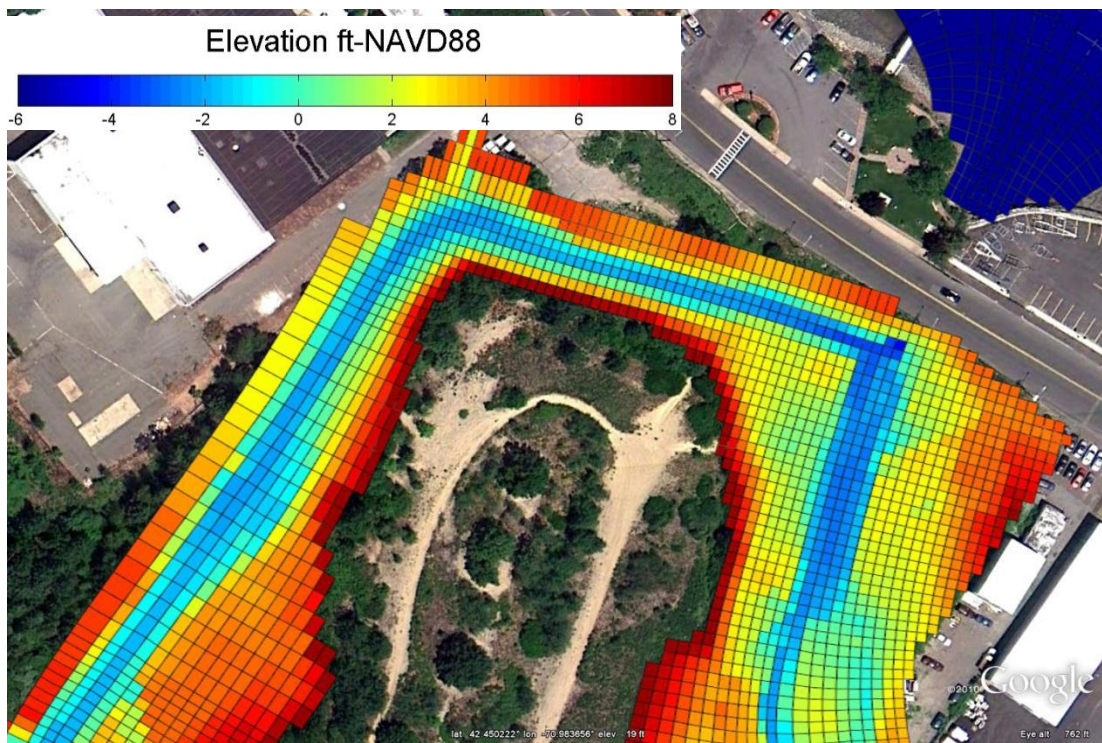 Elevation ft-NAVD88
-6 -4 -2 0 2 4 6 8
©2010 Google
lat 42.450222° lon -70.983656° elev 19 ft
Eye alt 762 ft